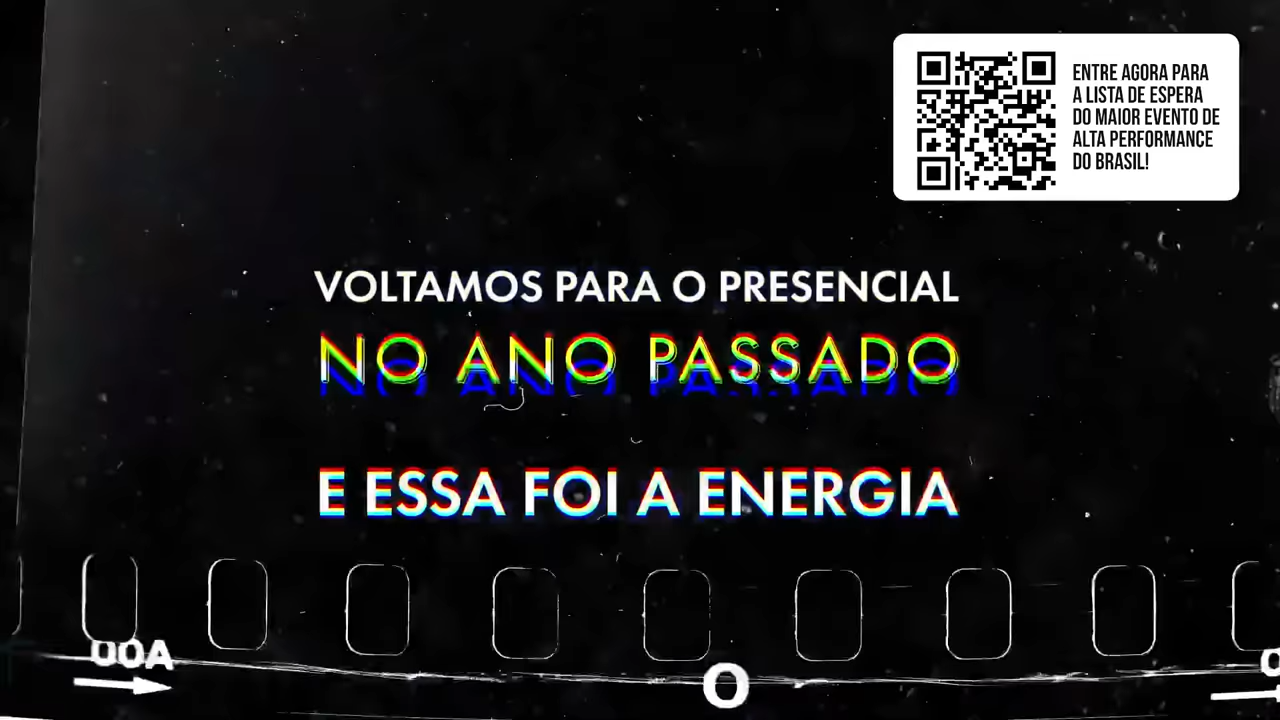 ENTRE AGORA PARA
A LISTA DE ESPERA
DO MAIOR EVENTO DE
ALTA PERFORMANCE
DO BRASIL!
VOLTAMOS PARA O PRESENCIAL
NO ANO PASSADO
E ESSA FOI A ENERGIA
00A
O